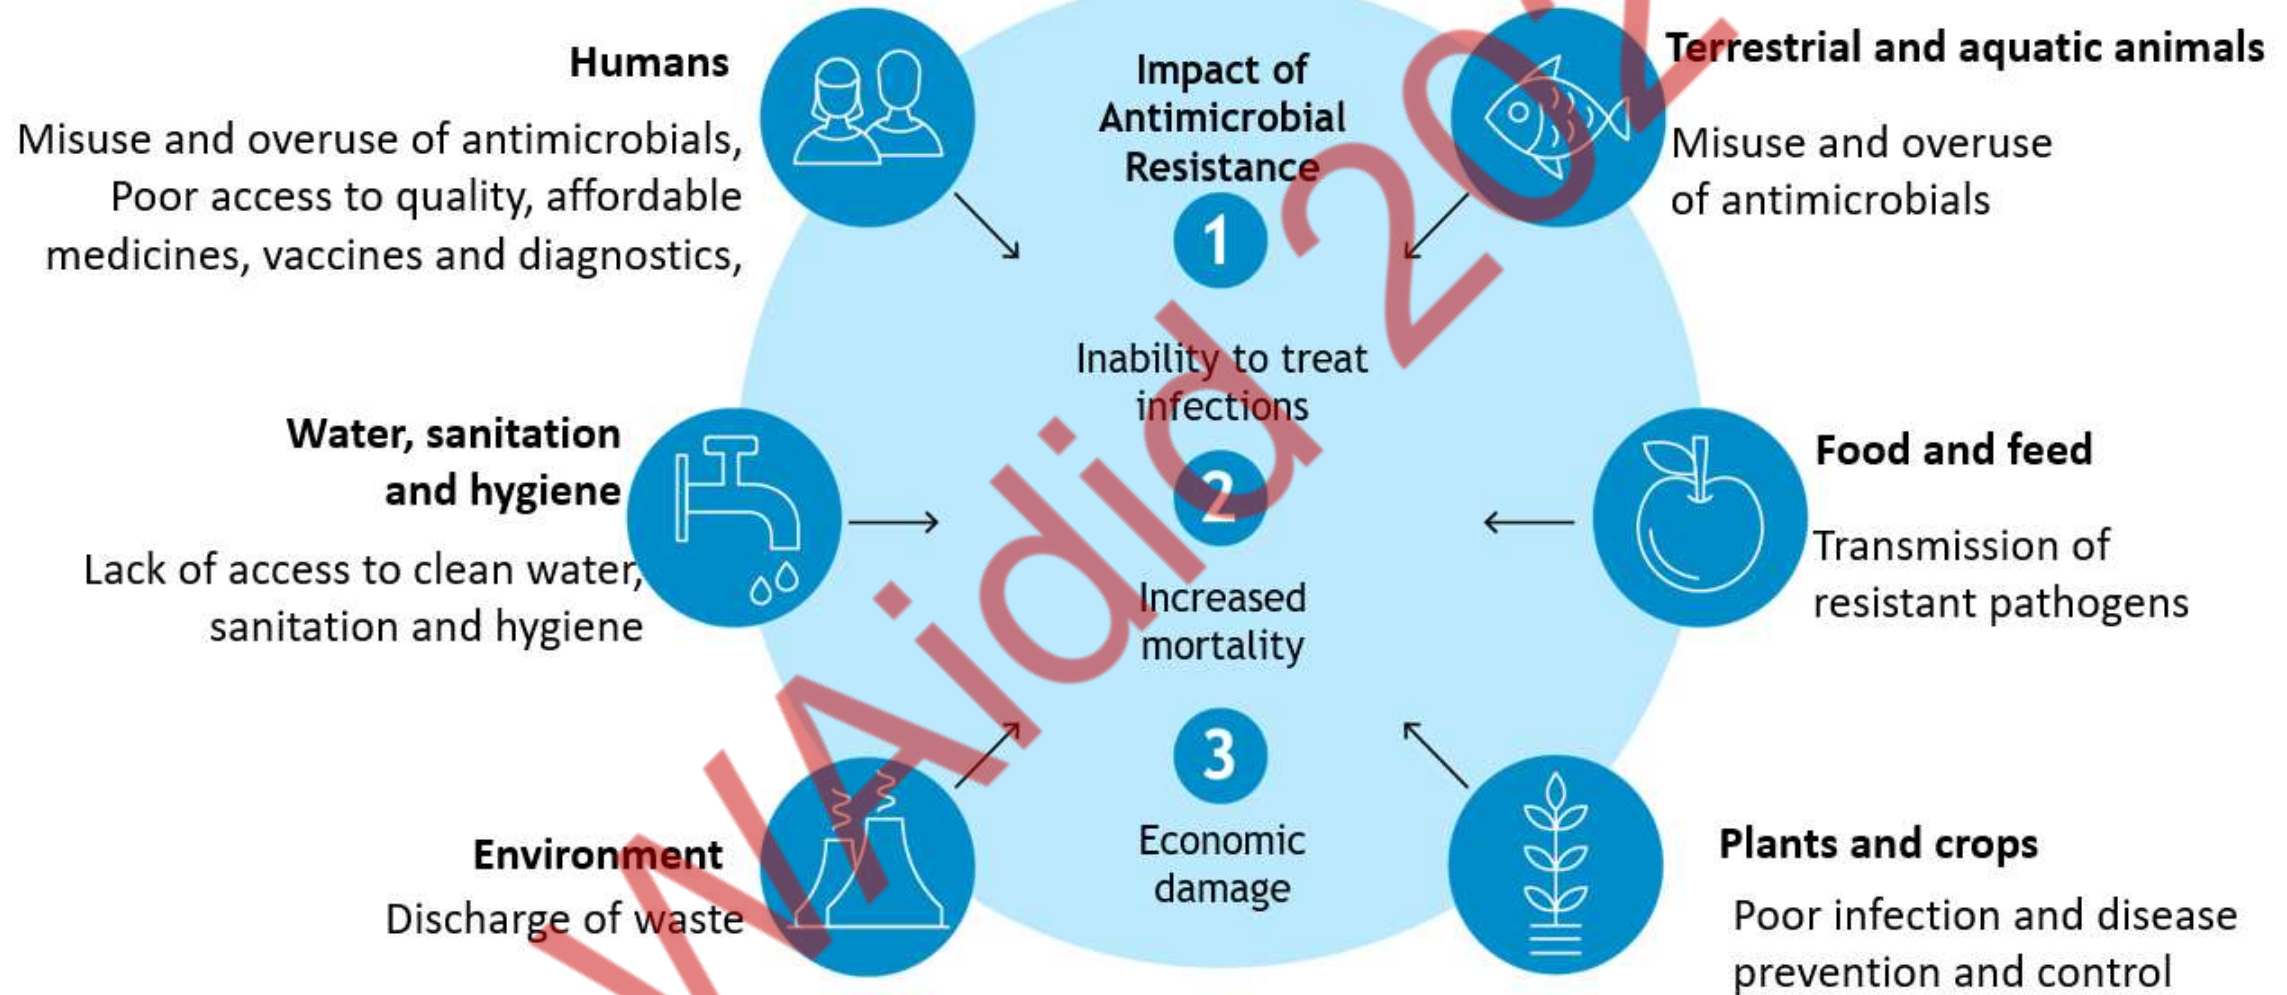 Humans
Misuse and overuse of antimicrobials,
Poor access to quality, affordable
medicines, vaccines and diagnostics,
Water, sanitation
and hygiene
Lack of access to clean water,
sanitation and hygiene
Environment
Discharge of waste
Impact of
Antimicrobial
Resistance
1
Inability to treat
infections
2
Increased
mortality
3
Economic
damage
Terrestrial and aquatic animals
Misuse and overuse
of antimicrobials
Food and feed
Transmission of
resistant pathogens
Plants and crops
Poor infection and disease
prevention and control
WAidid 202